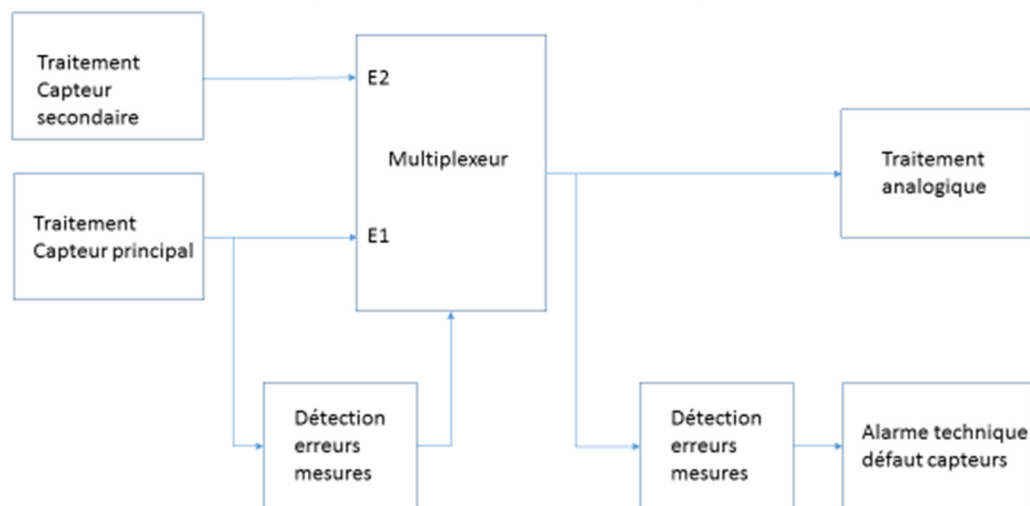 Traitement
Capteur
secondaire
E2
Multiplexeur
Traitement
analogique
Traitement
Capteur principal
E1
Détection
erreurs
mesures
Détection
erreurs
mesures
Alarme technique
défaut capteurs